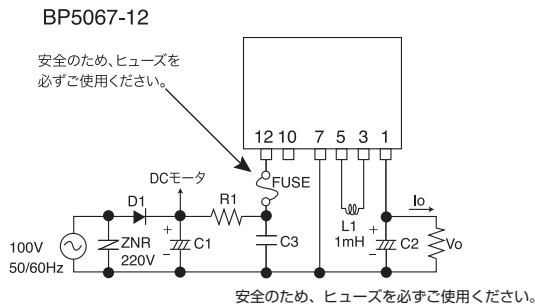 BP5067-12
安全のため、ヒューズを
必ずご使用ください。
12 10 7 5 3 1
DCモータ
FUSE
D1
R1
Io
L1
1mH
100V
50/60Hz
ZNR
220V
C1
C3
C2
Vo
+
-
+
-
安全のため、ヒューズを必ずご使用ください。